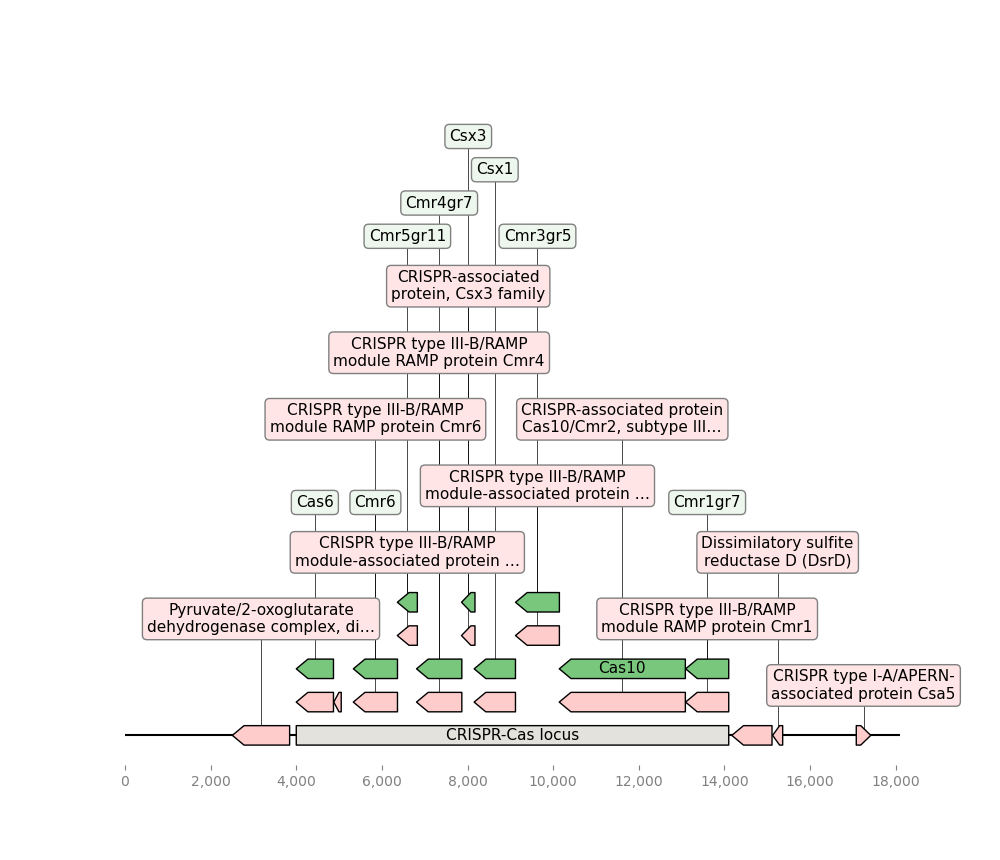 Csx3
Csx1
Cmr4gr7
Cmr5gr11
Cmr3gr5
CRISPR-associated
protein, Csx3 family
CRISPR type III-B/RAMP
module RAMP protein Cmr4
CRISPR type III-B/RAMP
module RAMP protein Cmr6
CRISPR-associated protein
Cas10/Cmr2, subtype III…
CRISPR type III-B/RAMP
module-associated protein …
Cas6
Cmr6
Cmr1gr7
CRISPR type III-B/RAMP
module-associated protein …
Dissimilatory sulfite
reductase D (DsrD)
Pyruvate/2-oxoglutarate
dehydrogenase complex, di…
CRISPR type III-B/RAMP
module RAMP protein Cmr1
Cas10
CRISPR type I-A/APERN-
associated protein Csa5
CRISPR-Cas locus
0 2,000 4,000 6,000 8,000 10,000 12,000 14,000 16,000 18,000